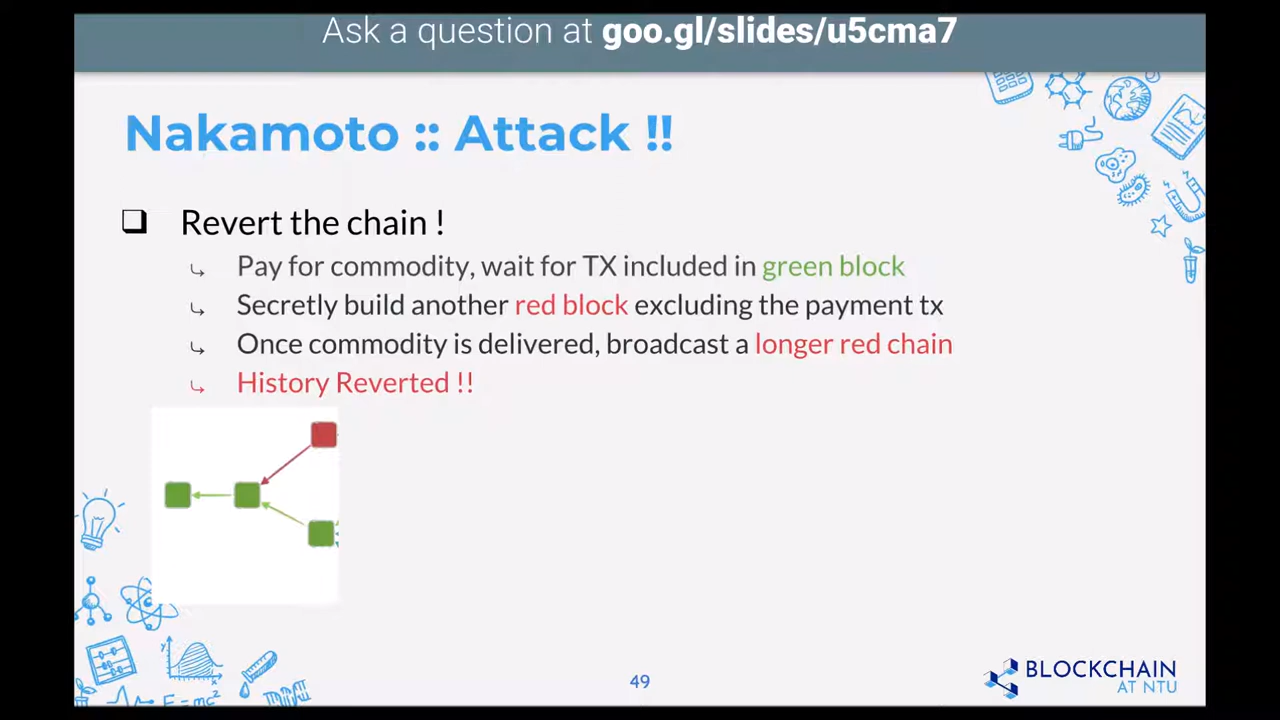 Ask a question at goo.gl/slides/u5cma7
Nakamoto :: Attack !!
Revert the chain !
Pay for commodity, wait for TX included in green block
Secretly build another red block excluding the payment tx
Once commodity is delivered, broadcast a longer red chain
History Reverted !!
y
x
E=mc²
49
BLOCKCHAIN
AT NTU